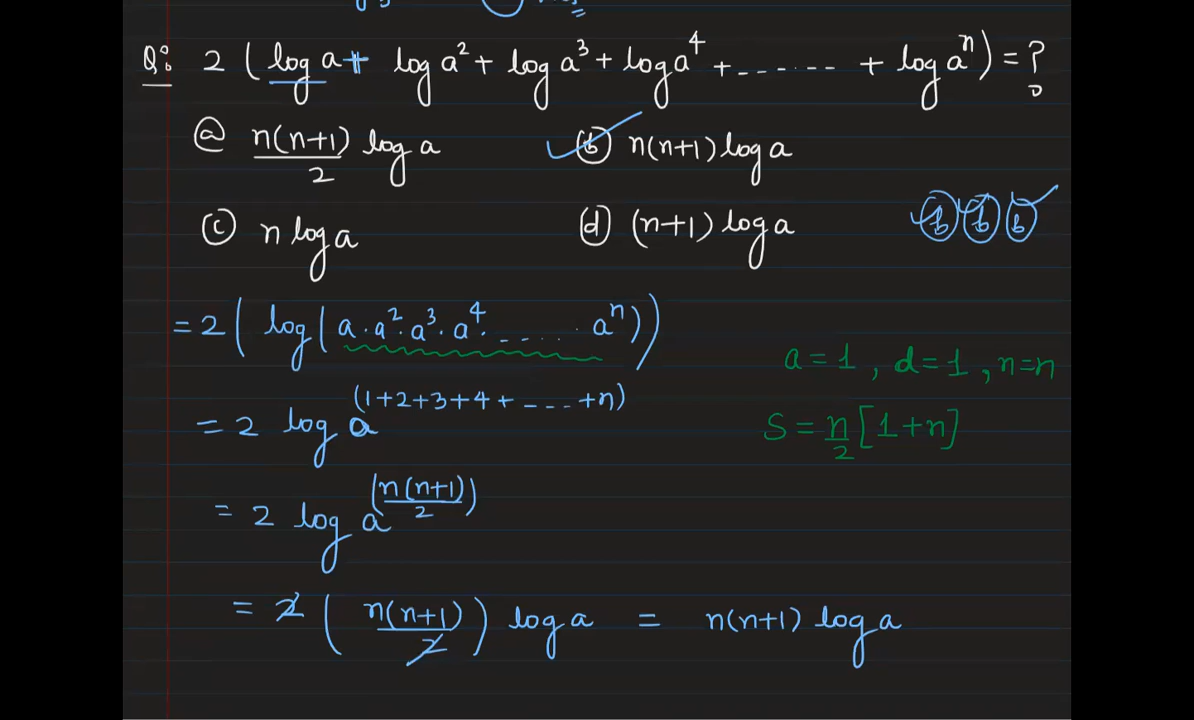 Q: 2 (log a + log a² + log a³ + log a⁴ + ------- + log aⁿ) = ?
ⓐ n(n+1)/2 log a ⓑ n(n+1) log a
ⓒ n log a ⓓ (n+1) log a ⓑ ⓑ ⓑ
= 2 ( log ( a · a² · a³ · a⁴ · ........ aⁿ ) )
a = 1 , d = 1 , n = n
= 2 log a^(1+2+3+4+ ---- +n)
S = n/2 [1+n]
= 2 log a^(n(n+1)/2)
= 2 ( n(n+1)/2 ) log a = n(n+1) log a